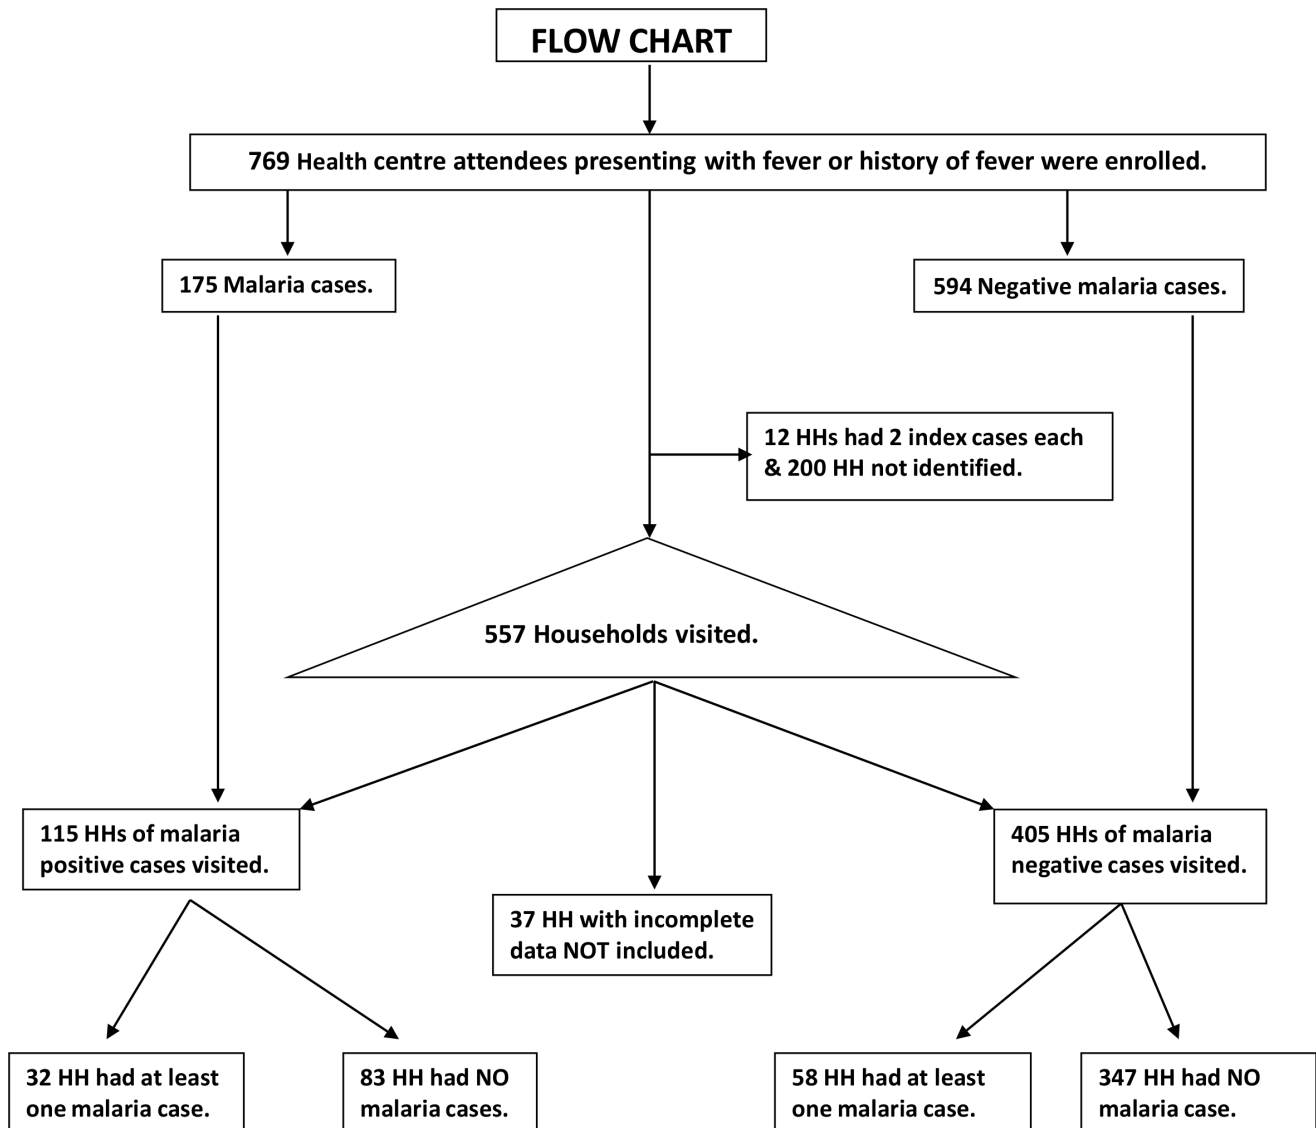 FLOW CHART
769 Health centre attendees presenting with fever or history of fever were enrolled.
175 Malaria cases.
594 Negative malaria cases.
12 HHs had 2 index cases each
& 200 HH not identified.
557 Households visited.
115 HHs of malaria
positive cases visited.
405 HHs of malaria
negative cases visited.
37 HH with incomplete
data NOT included.
32 HH had at least
one malaria case.
83 HH had NO
malaria cases.
58 HH had at least
one malaria case.
347 HH had NO
malaria case.